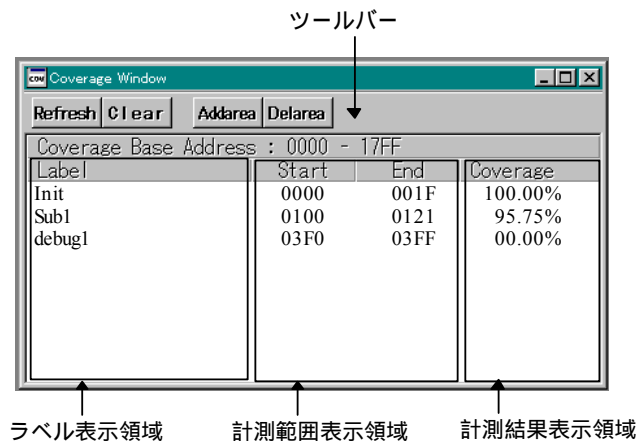 ツールバー
cov Coverage Window
Refresh Clear Addarea Delarea
Coverage Base Address : 0000 - 17FF
Label Start End Coverage
Init 0000 001F 100.00%
Sub1 0100 0121 95.75%
debug1 03F0 03FF 00.00%
ラベル表示領域 計測範囲表示領域 計測結果表示領域